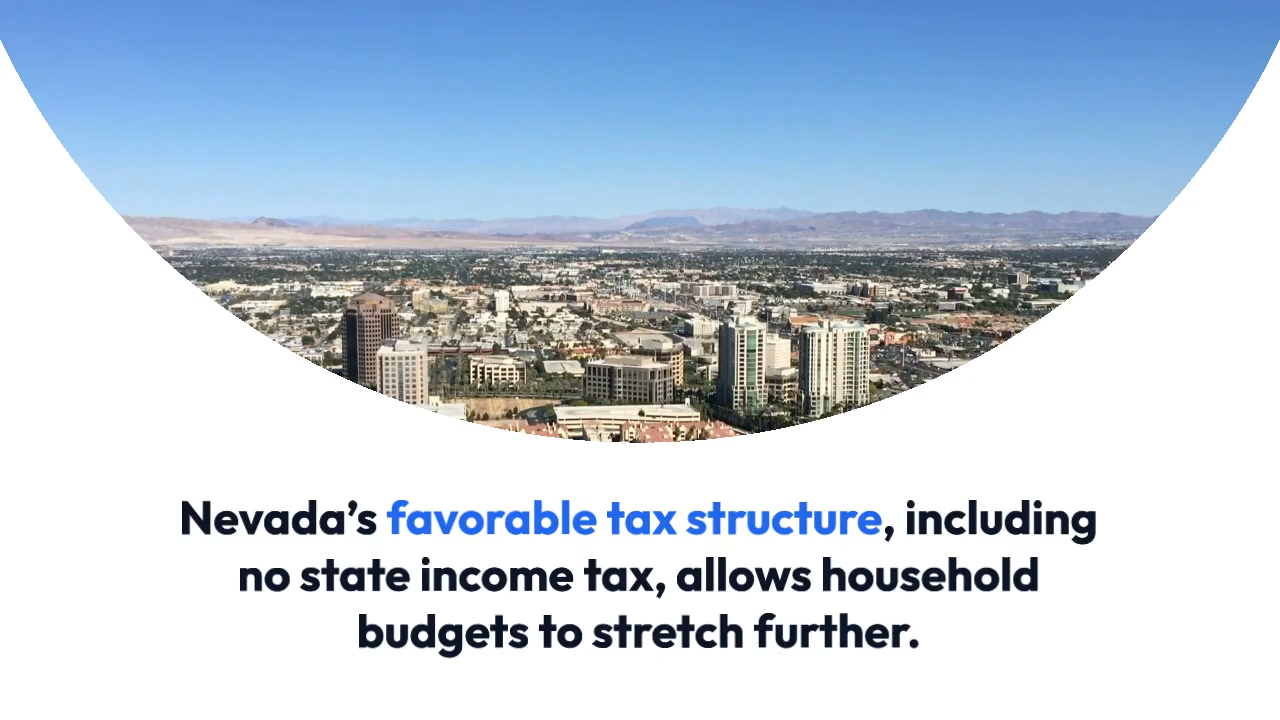 Nevada’s favorable tax structure, including
no state income tax, allows household
budgets to stretch further.